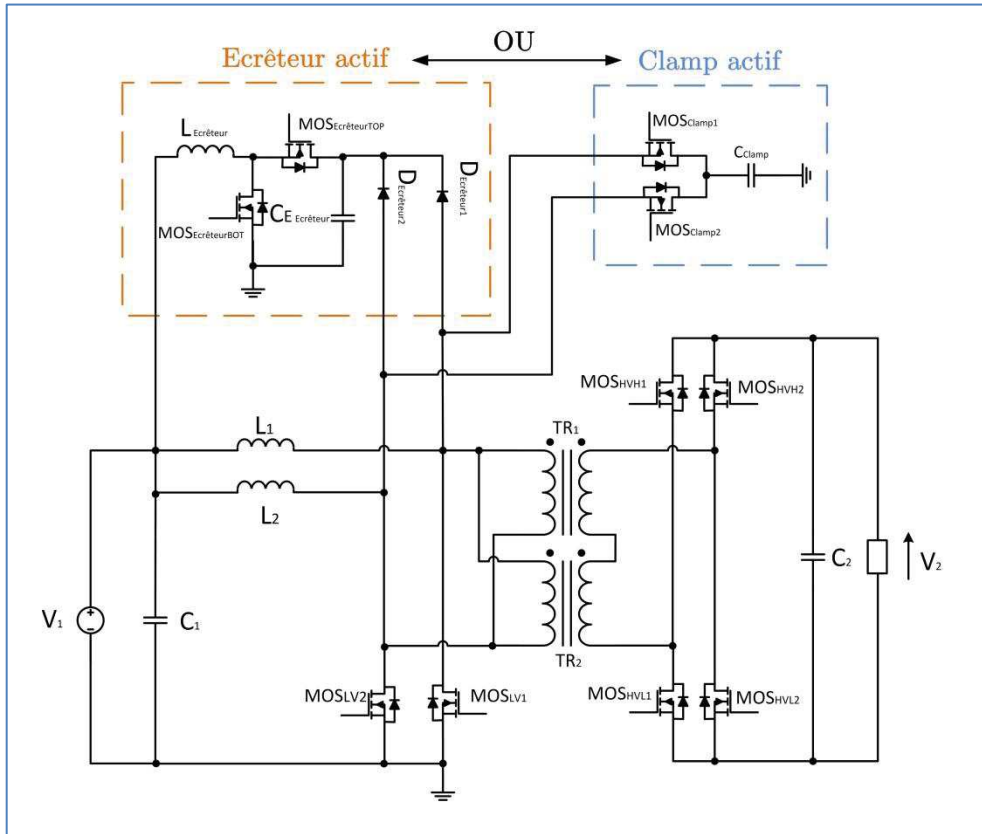 OU
Ecrêteur actif
Clamp actif
L Ecrêteur
MOSEcrêteurTOP
MOSEcrêteurBOT
CE Ecrêteur
DEcrêteur2
DEcrêteur1
MOSClamp1
CClamp
MOSClamp2
MOSHVH1
MOSHVH2
L1
L2
TR1
TR2
V1
C1
C2
V2
MOSLV2
MOSLV1
MOSHVL1
MOSHVL2